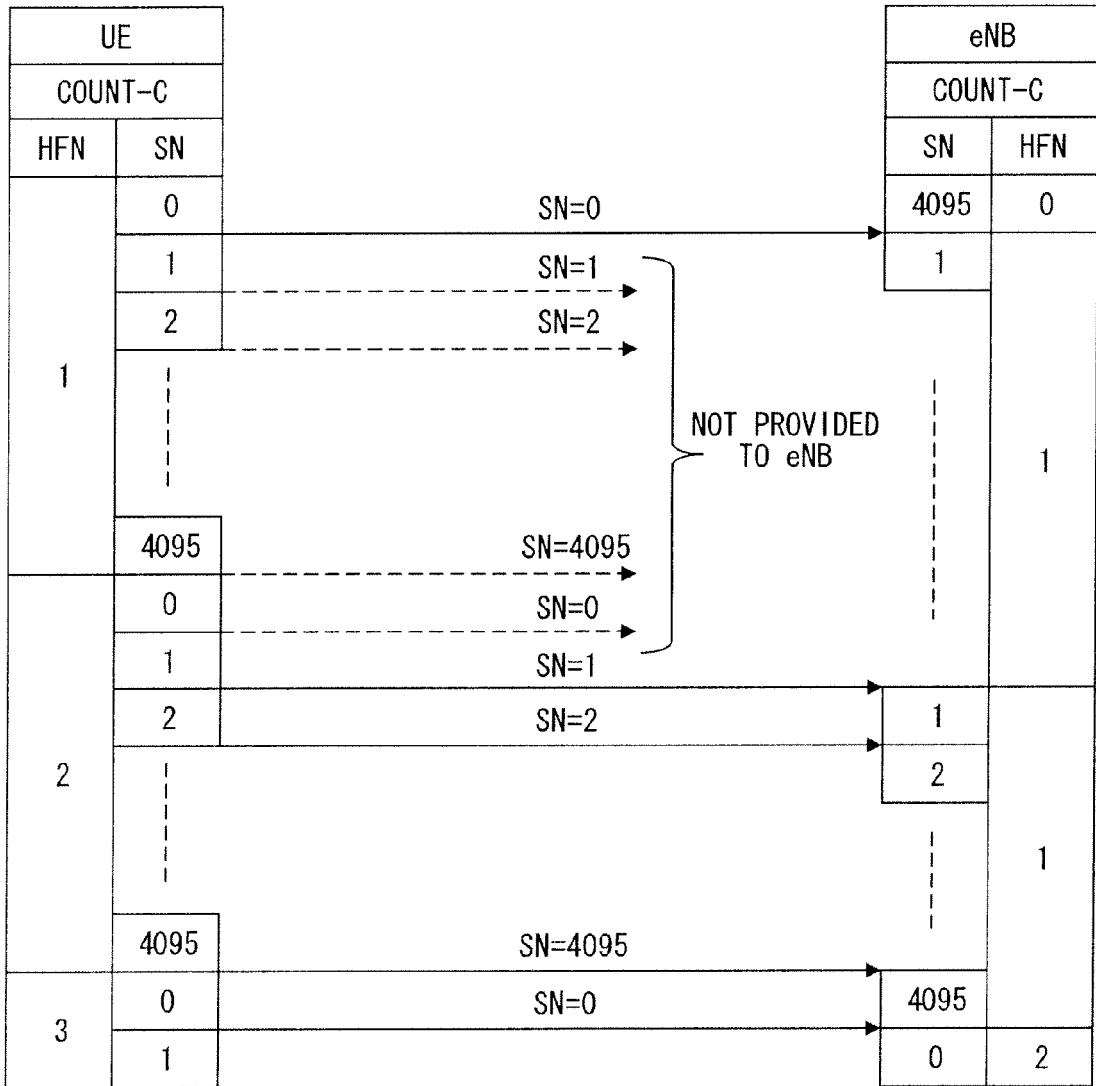 UE
eNB
COUNT-C
COUNT-C
HFN
SN
SN
HFN
0
SN=0
4095
0
1
SN=1
1
2
SN=2
1
NOT PROVIDED
TO eNB
1
4095
SN=4095
0
SN=0
1
SN=1
2
SN=2
1
2
2
1
4095
SN=4095
0
SN=0
4095
3
1
0
2